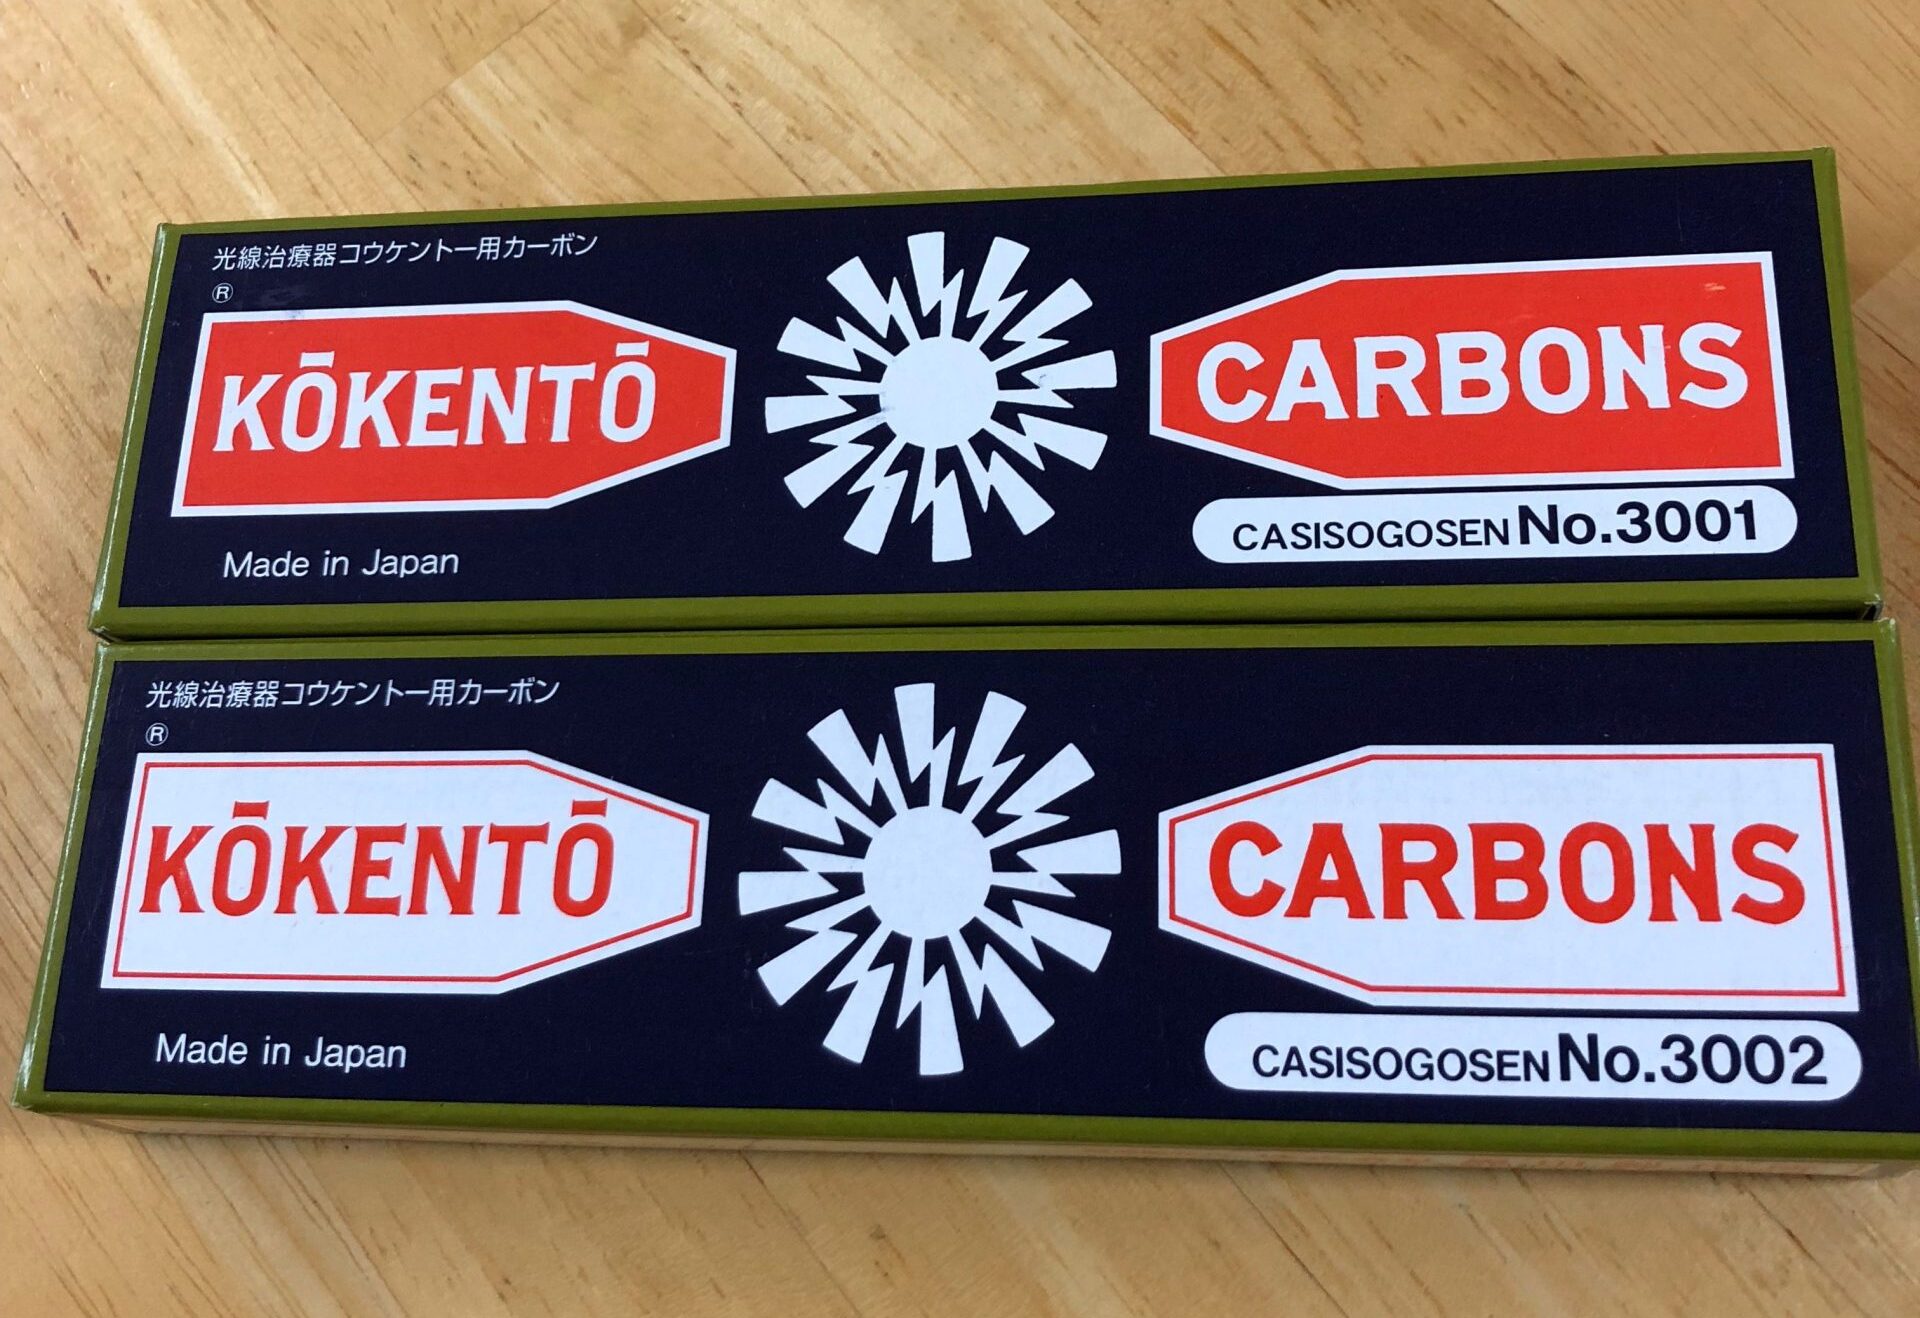 光線治療器コウケントー用カーボン
®
KŌKENTŌ
CARBONS
CASISOGOSEN No.3001
Made in Japan
光線治療器コウケントー用カーボン
®
KŌKENTŌ
CARBONS
CASISOGOSEN No.3002
Made in Japan